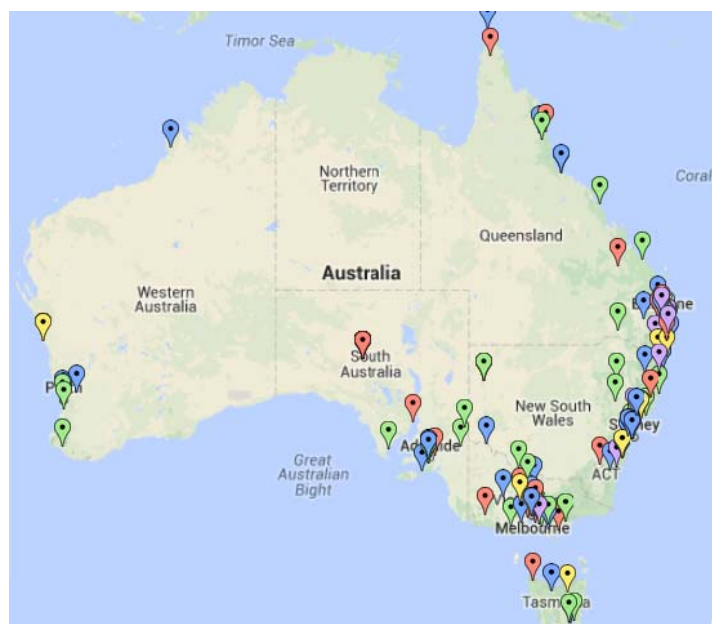 Timor Sea
Northern
Territory
Coral
Queensland
Australia
Western
Australia
South
Australia
New South
Wales
Great
Australian
Bight
ACT
Melbourne